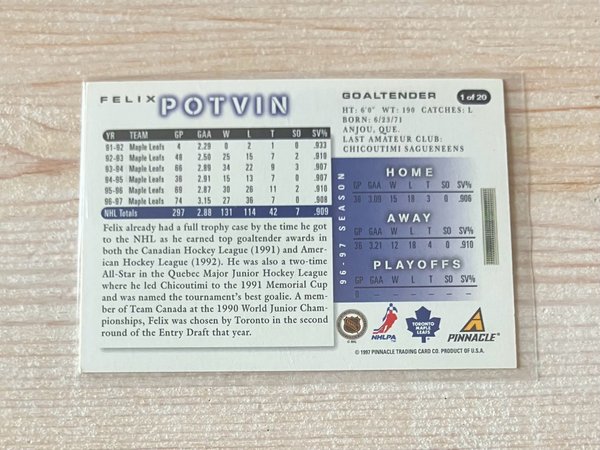 FELIX POTVIN
GOALTENDER
1 of 20
HT: 6'0" WT: 190 CATCHES: L
BORN: 6/23/71
ANJOU, QUE.
LAST AMATEUR CLUB:
CHICOUTIMI SAGUENEENS
YR TEAM GP GAA W L T SO SV%
91-92 Maple Leafs 4 2.29 0 2 1 0 .933
92-93 Maple Leafs 48 2.50 25 15 7 2 .910
93-94 Maple Leafs 66 2.89 34 22 9 3 .907
94-95 Maple Leafs 36 2.91 15 13 7 0 .907
95-96 Maple Leafs 69 2.87 30 26 11 2 .910
96-97 Maple Leafs 74 3.15 27 36 7 0 .908
NHL Totals 297 2.88 131 114 42 7 .909
Felix already had a full trophy case by the time he got
to the NHL as he earned top goaltender awards in
both the Canadian Hockey League (1991) and Amer-
ican Hockey League (1992). He was also a two-time
All-Star in the Quebec Major Junior Hockey League
where he led Chicoutimi to the 1991 Memorial Cup
and was named the tournament's best goalie. A mem-
ber of Team Canada at the 1990 World Junior Cham-
pionships, Felix was chosen by Toronto in the second
round of the Entry Draft that year.
96-97 SEASON
HOME
GP GAA W L T SO SV%
38 3.09 15 18 3 0 .906
AWAY
GP GAA W L T SO SV%
36 3.21 12 18 4 0 .910
PLAYOFFS
GP GAA W L T SO SV%
0 – – – – – –
NHLPA
TORONTO
MAPLE
LEAFS
PINNACLE
© 1997 PINNACLE TRADING CARD CO. PRODUCT OF U.S.A.